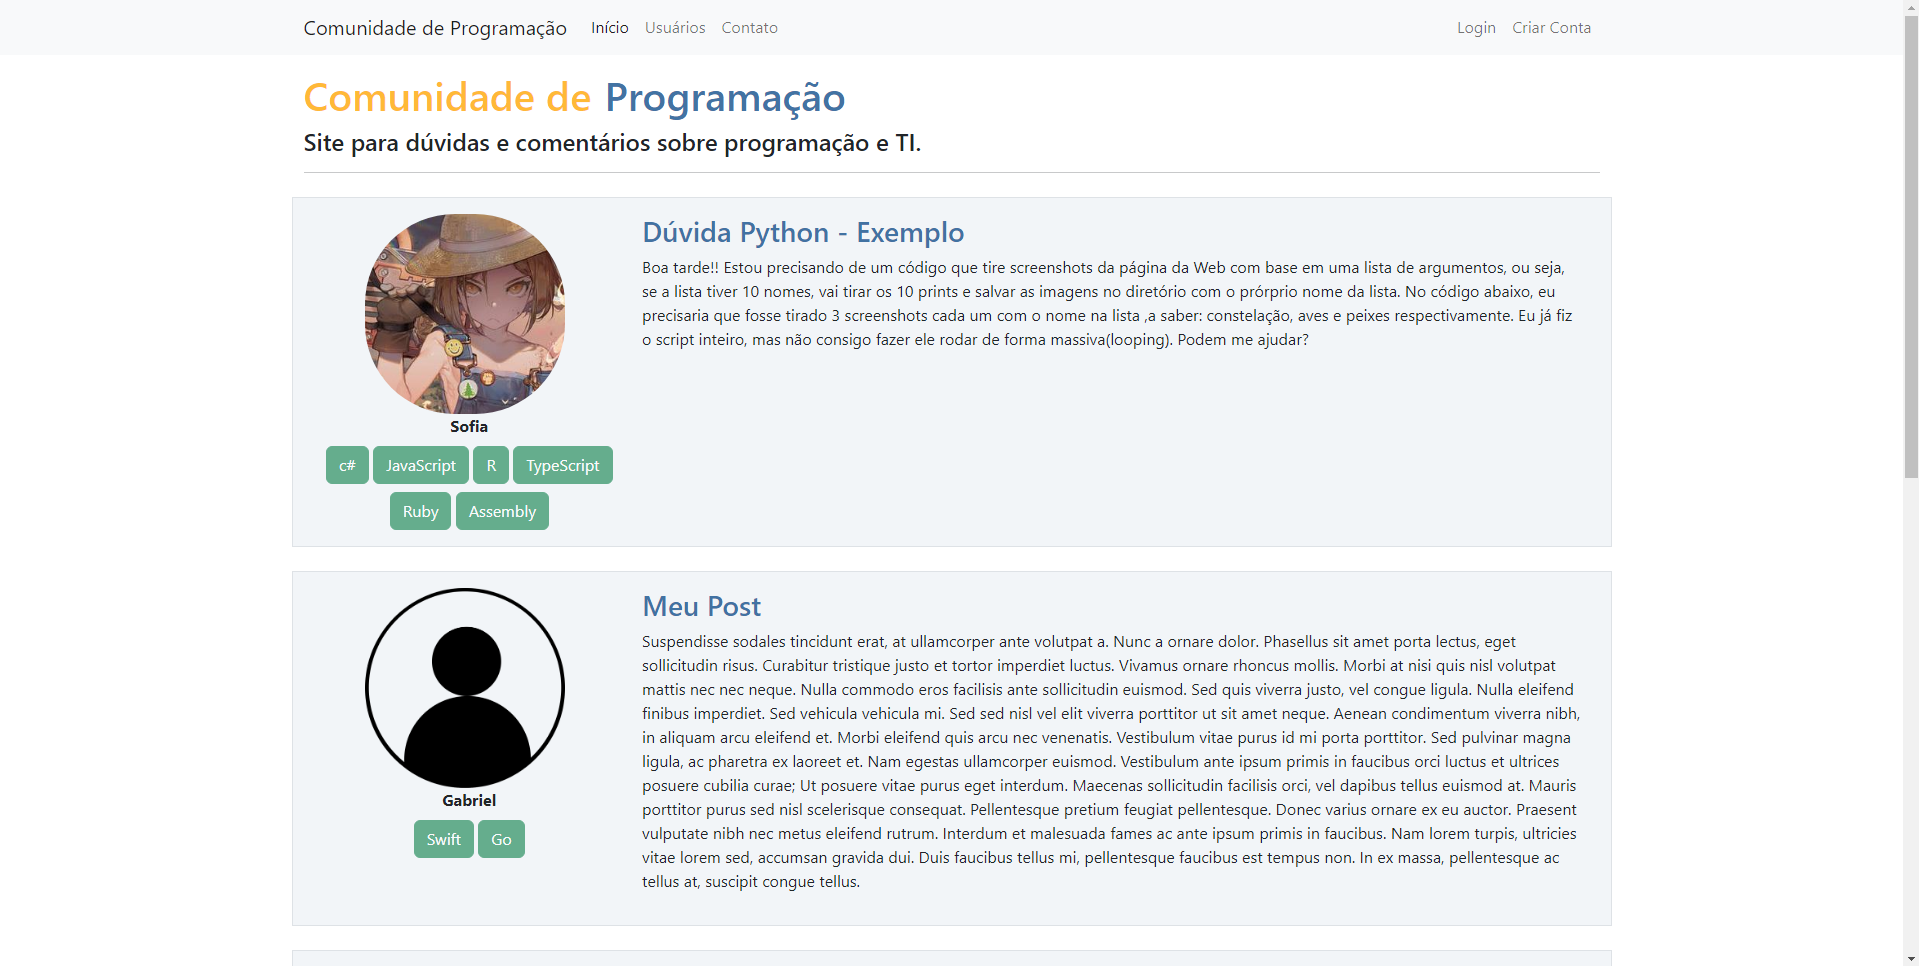 Comunidade de Programação Início Usuários Contato Login Criar Conta
Comunidade de Programação
Site para dúvidas e comentários sobre programação e TI.
Dúvida Python - Exemplo
Boa tarde!! Estou precisando de um código que tire screenshots da página da Web com base em uma lista de argumentos, ou seja,
se a lista tiver 10 nomes, vai tirar os 10 prints e salvar as imagens no diretório com o prórprio nome da lista. No código abaixo, eu
precisaria que fosse tirado 3 screenshots cada um com o nome na lista ,a saber: constelação, aves e peixes respectivamente. Eu já fiz
o script inteiro, mas não consigo fazer ele rodar de forma massiva(looping). Podem me ajudar?
Sofia
c# JavaScript R TypeScript
Ruby Assembly
Meu Post
Suspendisse sodales tincidunt erat, at ullamcorper ante volutpat a. Nunc a ornare dolor. Phasellus sit amet porta lectus, eget
sollicitudin risus. Curabitur tristique justo et tortor imperdiet luctus. Vivamus ornare rhoncus mollis. Morbi at nisi quis nisl volutpat
mattis nec nec neque. Nulla commodo eros facilisis ante sollicitudin euismod. Sed quis viverra justo, vel congue ligula. Nulla eleifend
finibus imperdiet. Sed vehicula vehicula mi. Sed sed nisl vel elit viverra porttitor ut sit amet neque. Aenean condimentum viverra nibh,
in aliquam arcu eleifend et. Morbi eleifend quis arcu nec venenatis. Vestibulum vitae purus id mi porta porttitor. Sed pulvinar magna
ligula, ac pharetra ex laoreet et. Nam egestas ullamcorper euismod. Vestibulum ante ipsum primis in faucibus orci luctus et ultrices
posuere cubilia curae; Ut posuere vitae purus eget interdum. Maecenas sollicitudin facilisis orci, vel dapibus tellus euismod at. Mauris
porttitor purus sed nisl scelerisque consequat. Pellentesque pretium feugiat pellentesque. Donec varius ornare ex eu auctor. Praesent
vulputate nibh nec metus eleifend rutrum. Interdum et malesuada fames ac ante ipsum primis in faucibus. Nam lorem turpis, ultricies
vitae lorem sed, accumsan gravida dui. Duis faucibus tellus mi, pellentesque faucibus est tempus non. In ex massa, pellentesque ac
tellus at, suscipit congue tellus.
Gabriel
Swift Go